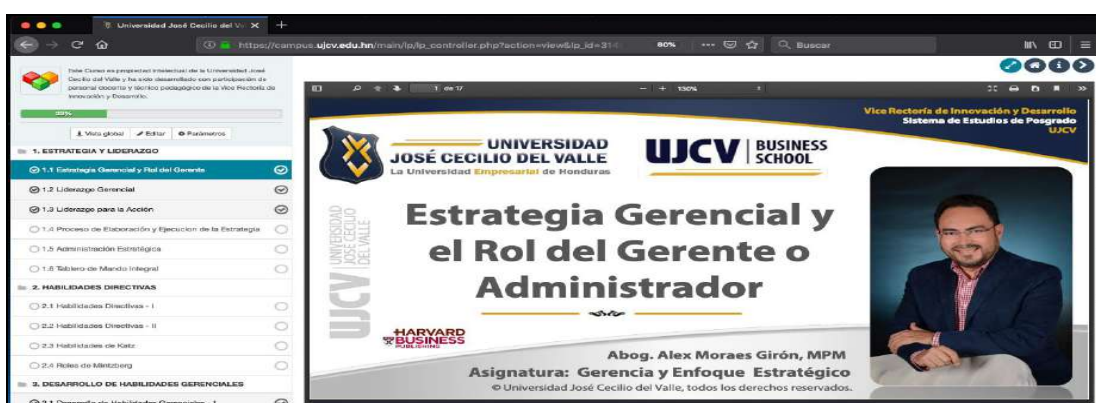 Universidad José Cecilio del V
https://campus.ujcv.edu.hn/main/lp/lp_controller.php?action=view&lp_id=314
80%
Buscar
Este Curso es propiedad intelectual de la Universidad José
Cecilio del Valle y ha sido desarrollado con participación de
personal docente y técnico pedagógico de la Vice Rectoría de
Innovación y Desarrollo.
Vista global
Editar
Parámetros
1. ESTRATEGIA Y LIDERAZGO
1.1 Estrategia Gerencial y Rol del Gerente
1.2 Liderazgo Gerencial
1.3 Liderazgo para la Acción
1.4 Proceso de Elaboración y Ejecucion de la Estrategia
1.5 Administración Estratégica
1.6 Tablero de Mando Integral
2. HABILIDADES DIRECTIVAS
2.1 Habilidades Directivas - I
2.2 Habilidades Directivas - II
2.3 Habilidades de Katz
2.4 Roles de Mintzberg
3. DESARROLLO DE HABILIDADES GERENCIALES
3.1 Desarrollo de Habilidades Gerenciales - I
1 de 17
150%
Vice Rectoría de Innovación y Desarrollo
Sistema de Estudios de Posgrado
UJCV
UNIVERSIDAD
JOSÉ CECILIO DEL VALLE
La Universidad Empresarial de Honduras
UJCV BUSINESS
SCHOOL
UJCV
UNIVERSIDAD
JOSÉ CECILIO
DEL VALLE
Estrategia Gerencial y
el Rol del Gerente o
Administrador
HARVARD
BUSINESS
PUBLISHING
Abog. Alex Moraes Girón, MPM
Asignatura: Gerencia y Enfoque Estratégico
© Universidad José Cecilio del Valle, todos los derechos reservados.